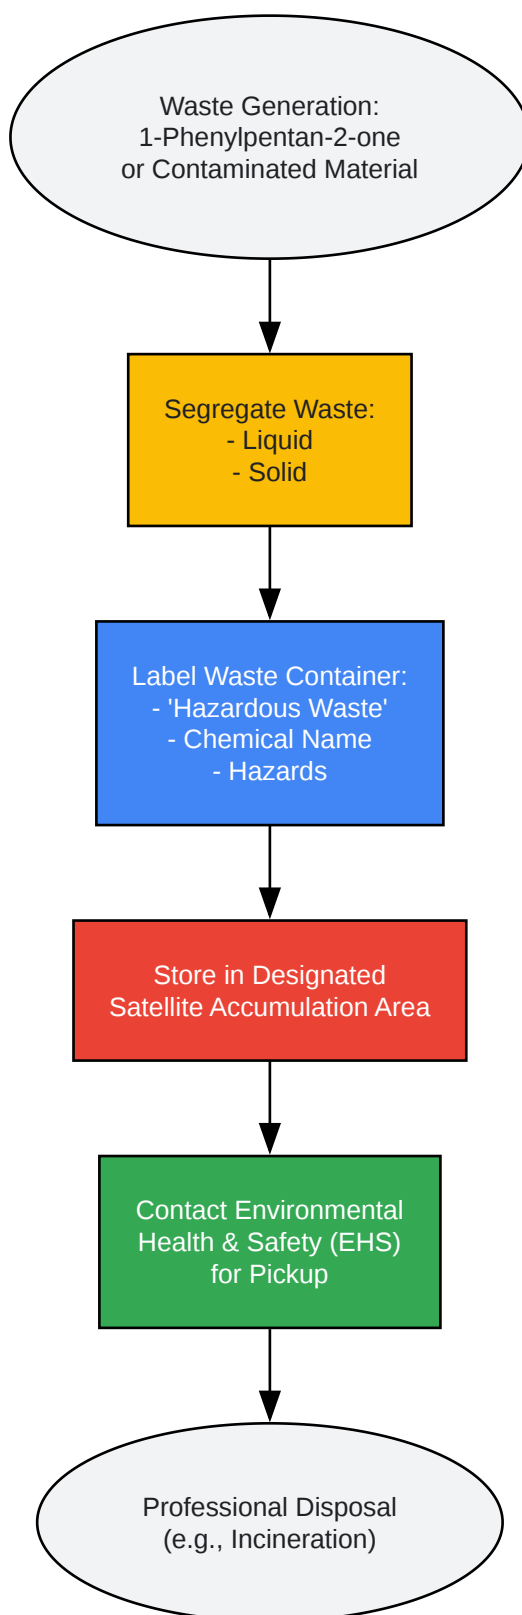 Waste Generation:
1-Phenylpentan-2-one
or Contaminated Material
Segregate Waste:
- Liquid
- Solid
Label Waste Container:
- 'Hazardous Waste'
- Chemical Name
- Hazards
Store in Designated
Satellite Accumulation Area
Contact Environmental
Health & Safety (EHS)
for Pickup
Professional Disposal
(e.g., Incineration)